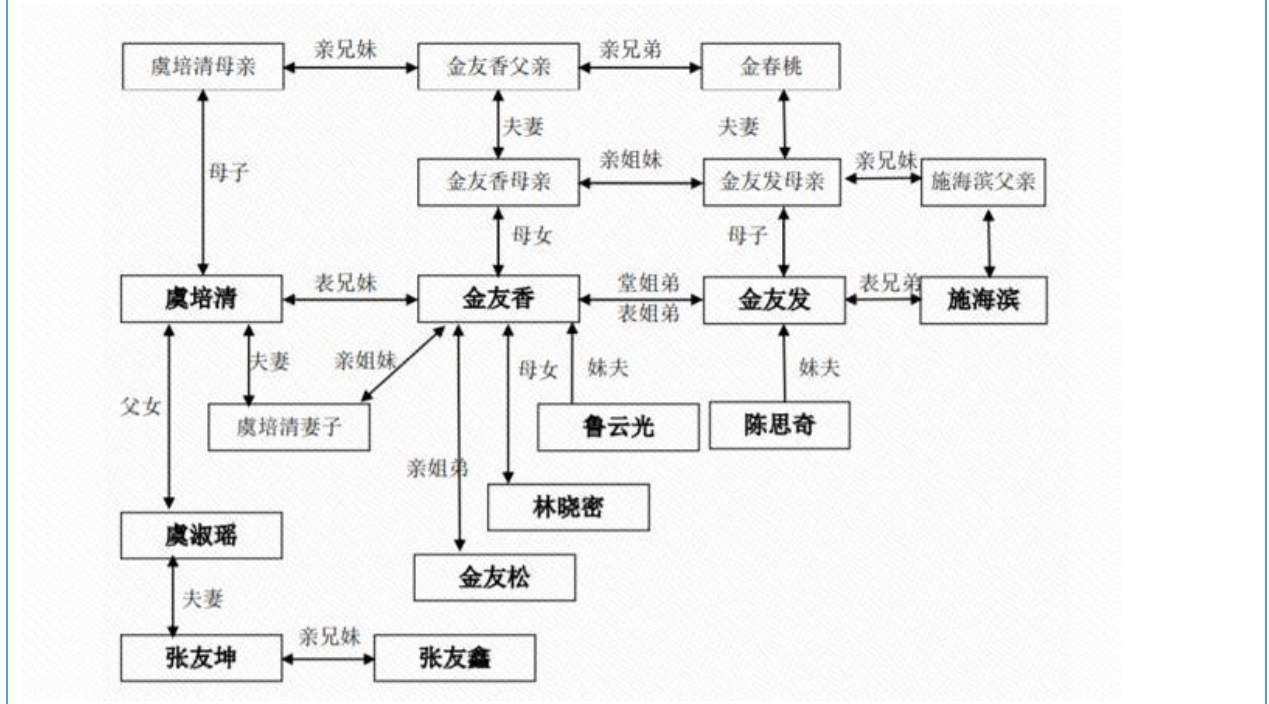 亲兄妹
亲兄弟
虞培清母亲
金友香父亲
金春桃
夫妻
夫妻
母子
亲姐妹
亲兄妹
金友香母亲
金友发母亲
施海滨父亲
母女
母子
表兄妹
堂姐弟
表姐弟
表兄弟
虞培清
金友香
金友发
施海滨
夫妻
亲姐妹
母女
妹夫
妹夫
父女
虞培清妻子
鲁云光
陈思奇
亲姐弟
林晓密
虞淑瑶
金友松
夫妻
亲兄妹
张友坤
张友鑫